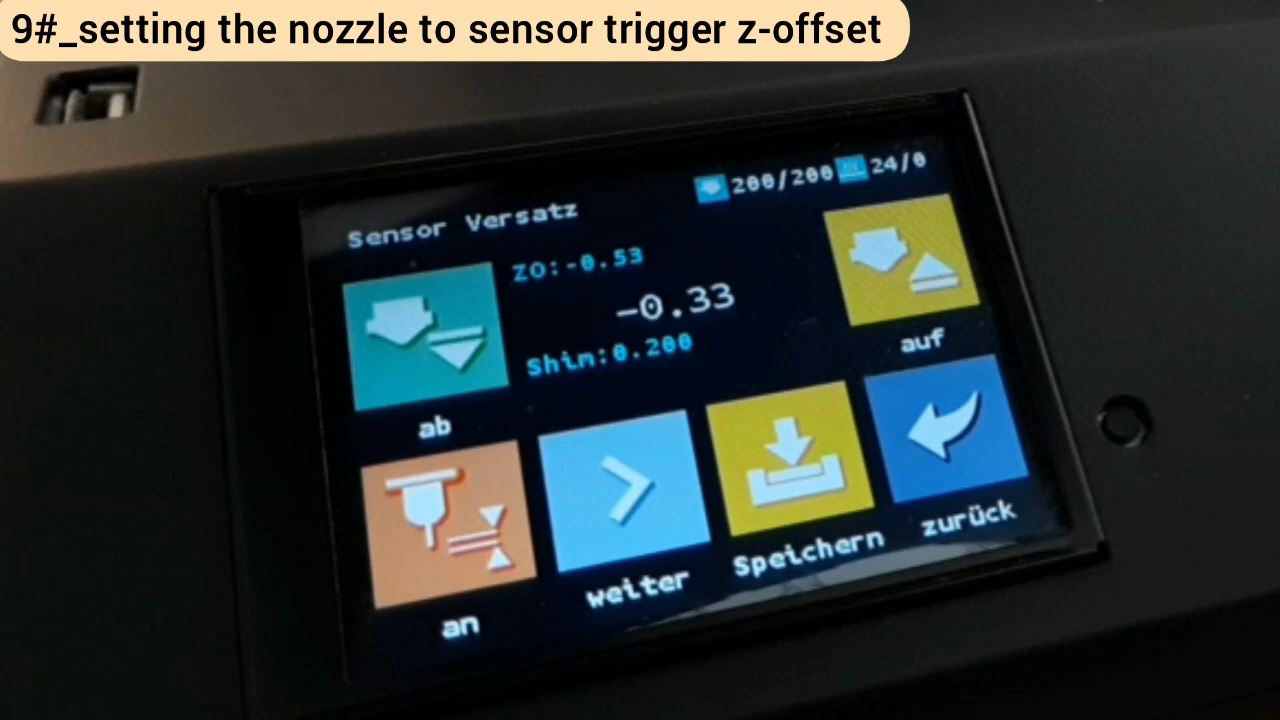 9#_setting the nozzle to sensor trigger z-offset
200/200 24/0
Sensor Versatz
ZO:-0.53
-0.33
Shim:0.200
ab
auf
an
weiter
Speichern
zurück